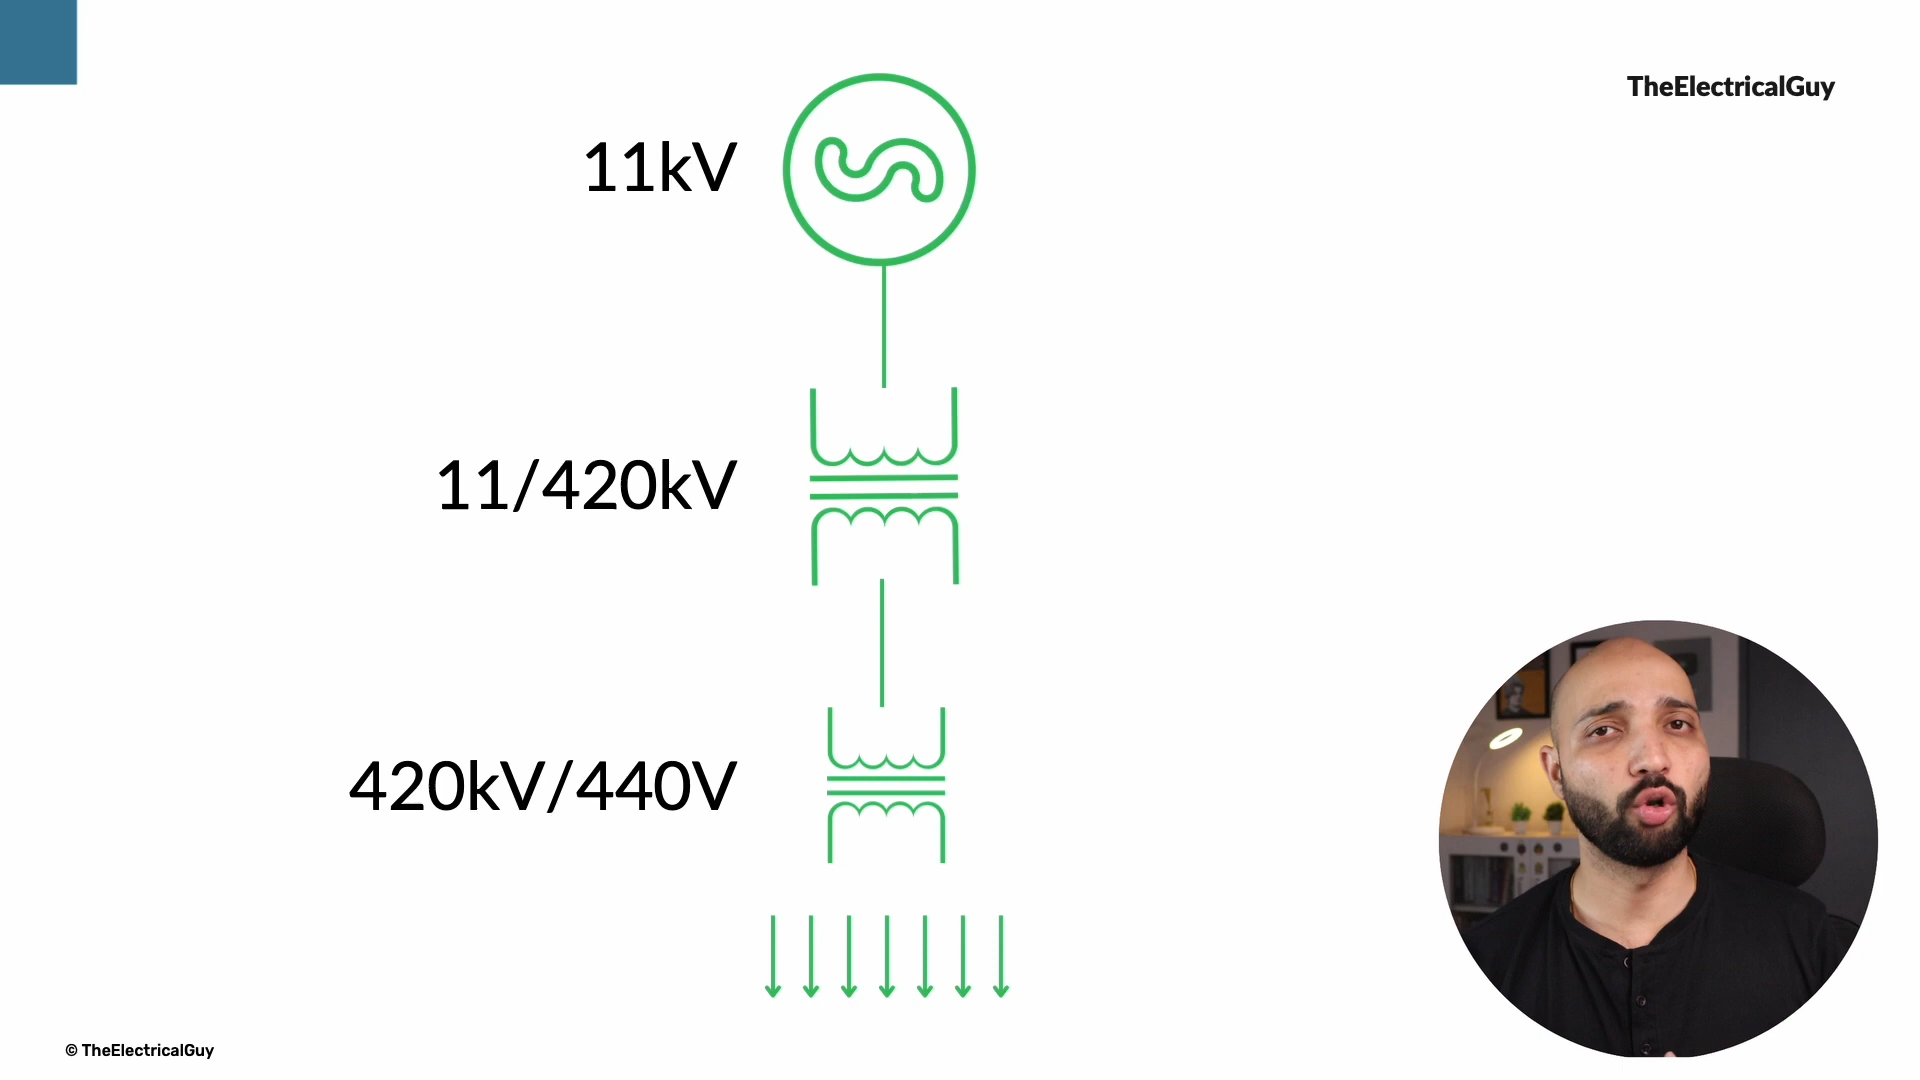 TheElectricalGuy
11kV
11/420kV
420kV/440V
© TheElectricalGuy